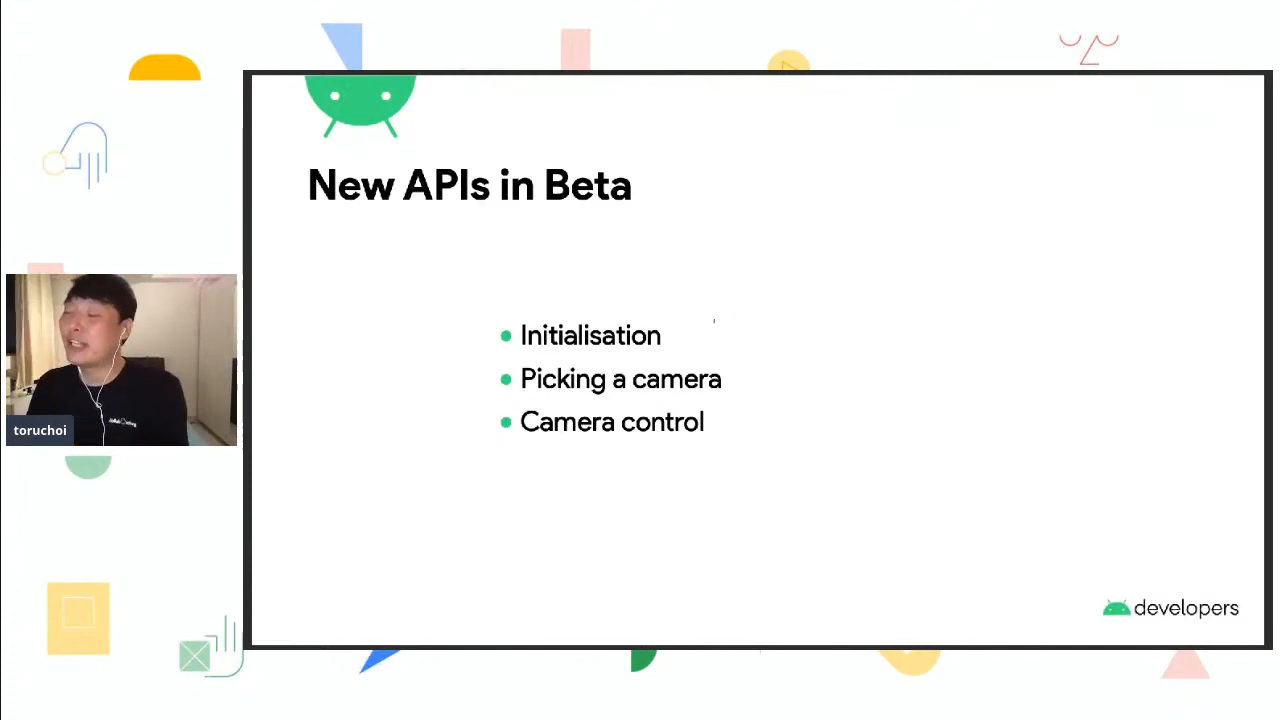 New APIs in Beta
Initialisation
Picking a camera
Camera control
toruchoi
developers